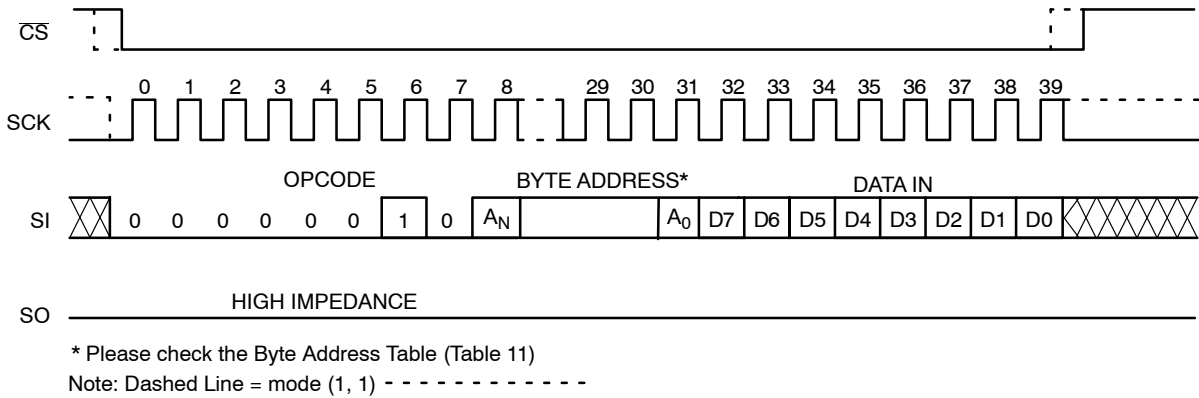 CS
0 1 2 3 4 5 6 7 8 29 30 31 32 33 34 35 36 37 38 39
SCK
OPCODE BYTE ADDRESS* DATA IN
SI 0 0 0 0 0 0 1 0 AN A0 D7 D6 D5 D4 D3 D2 D1 D0
HIGH IMPEDANCE
SO
* Please check the Byte Address Table (Table 11)
Note: Dashed Line = mode (1, 1)